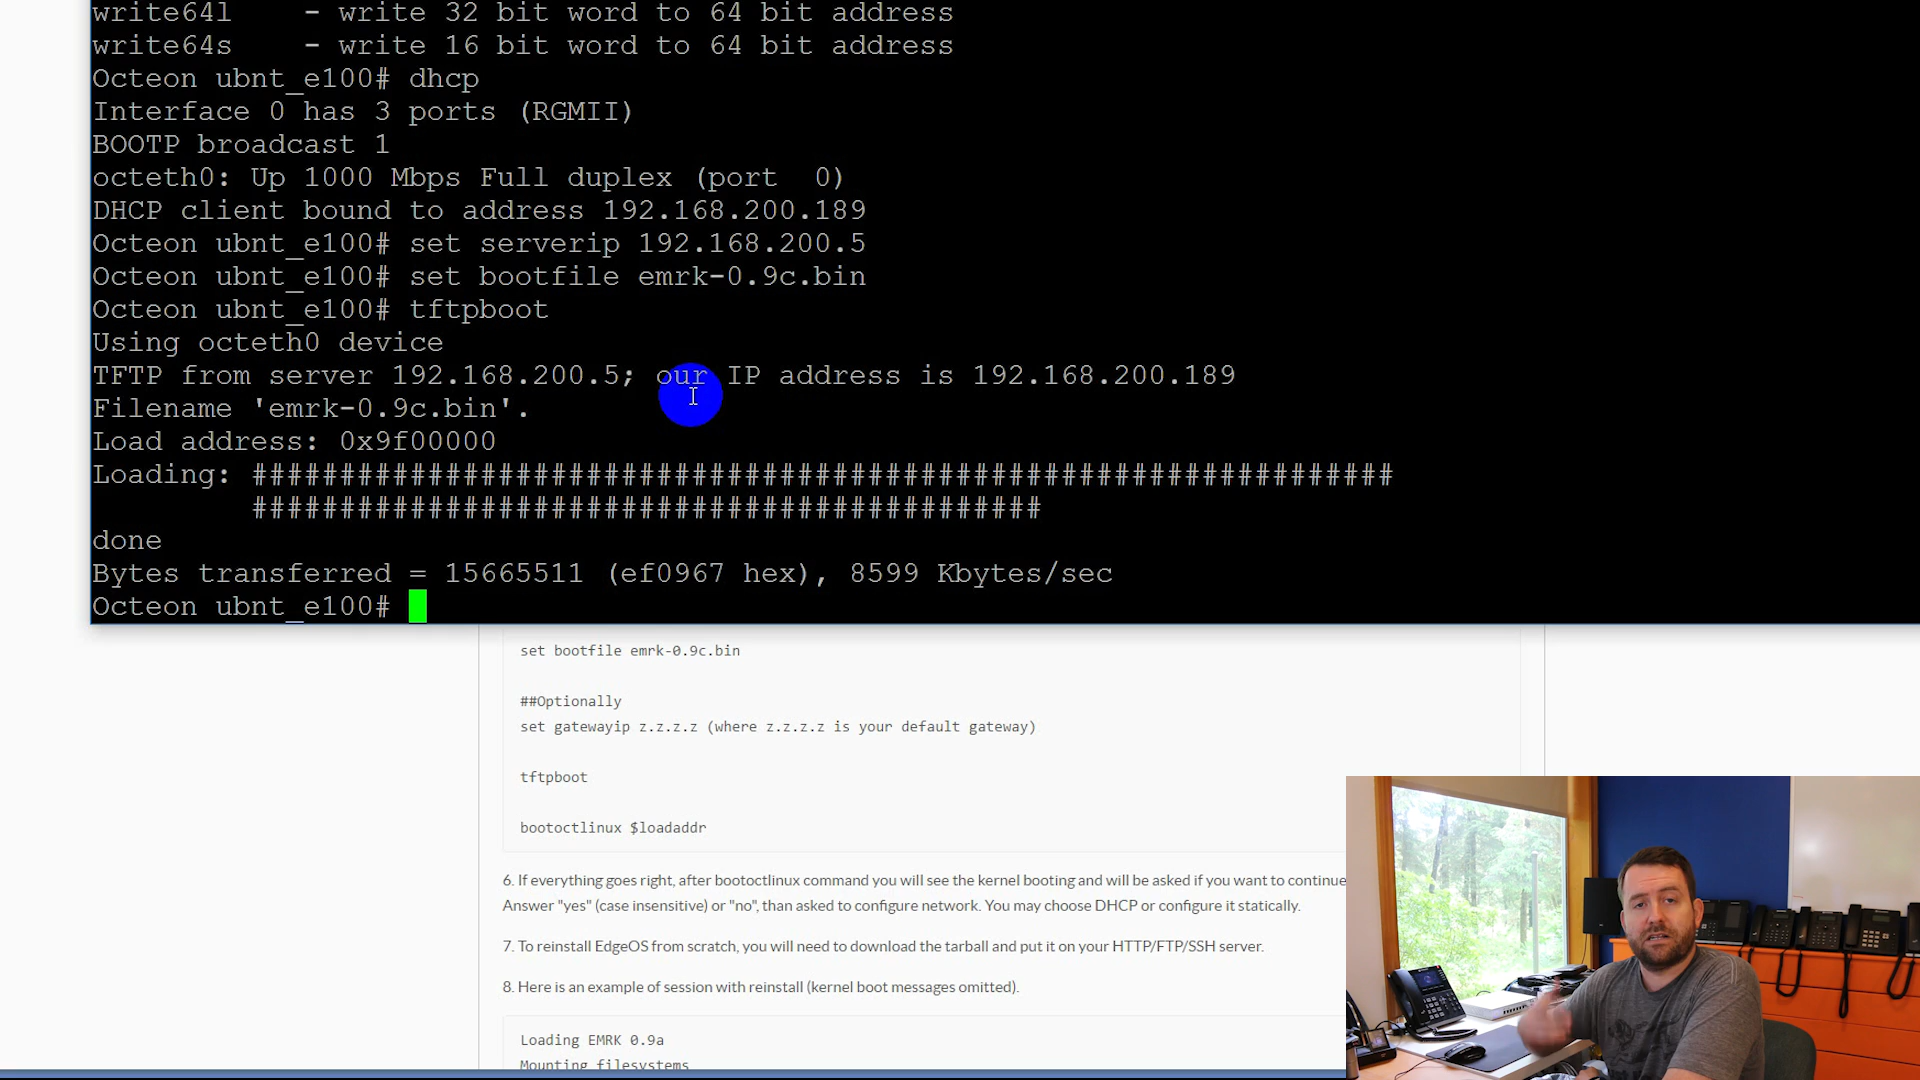 write64l    - write 32 bit word to 64 bit address
write64s    - write 16 bit word to 64 bit address
Octeon ubnt_e100# dhcp
Interface 0 has 3 ports (RGMII)
BOOTP broadcast 1
octeth0: Up 1000 Mbps Full duplex (port  0)
DHCP client bound to address 192.168.200.189
Octeon ubnt_e100# set serverip 192.168.200.5
Octeon ubnt_e100# set bootfile emrk-0.9c.bin
Octeon ubnt_e100# tftpboot
Using octeth0 device
TFTP from server 192.168.200.5; our IP address is 192.168.200.189
Filename 'emrk-0.9c.bin'.
Load address: 0x9f00000
Loading: #################################################################
#############################################
done
Bytes transferred = 15665511 (ef0967 hex), 8599 Kbytes/sec
Octeon ubnt_e100#
set bootfile emrk-0.9c.bin
##Optionally
set gatewayip z.z.z.z (where z.z.z.z is your default gateway)
tftpboot
bootoctlinux $loadaddr
6. If everything goes right, after bootoctlinux command you will see the kernel booting and will be asked if you want to continue
Answer "yes" (case insensitive) or "no", than asked to configure network. You may choose DHCP or configure it statically.
7. To reinstall EdgeOS from scratch, you will need to download the tarball and put it on your HTTP/FTP/SSH server.
8. Here is an example of session with reinstall (kernel boot messages omitted).
Loading EMRK 0.9a
Mounting filesystems